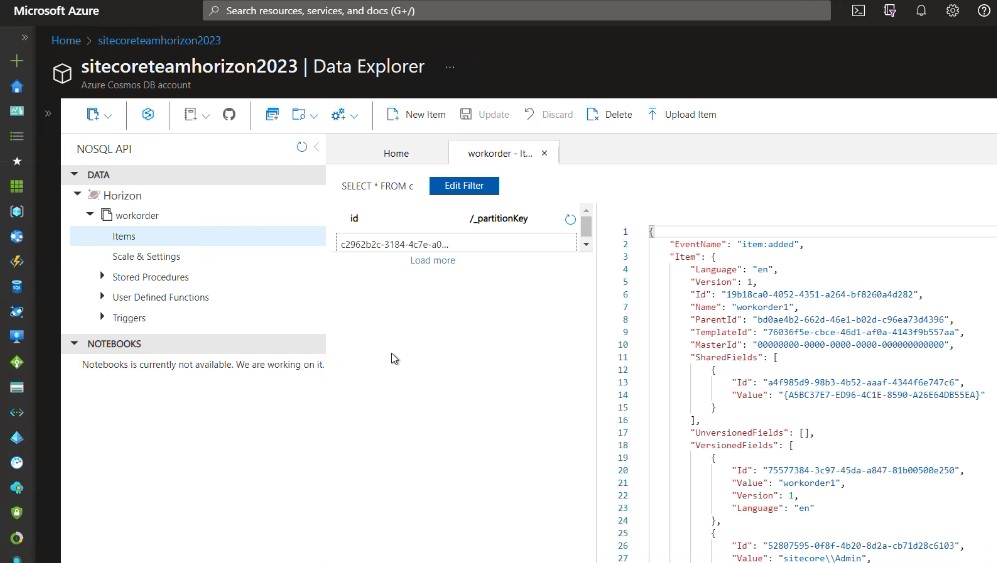 Microsoft Azure
Search resources, services, and docs (G+/)
Home > sitecoreteamhorizon2023
sitecoreteamhorizon2023 | Data Explorer ...
Azure Cosmos DB account
New Item Update Discard Delete Upload Item
NOSQL API
DATA
Horizon
workorder
Items
Scale & Settings
Stored Procedures
User Defined Functions
Triggers
NOTEBOOKS
Notebooks is currently not available. We are working on it.
Home workorder - It... ×
SELECT * FROM c Edit Filter
id /_partitionKey
c2962b2c-3184-4c7e-a0...
Load more
1 {
2 "EventName": "item:added",
3 "Item": {
4 "Language": "en",
5 "Version": 1,
6 "Id": "19b18ca0-4052-4351-a264-bf8260a4d282",
7 "Name": "workorder1",
8 "ParentId": "bd0ae4b2-662d-46e1-b02d-c96ea73d4396",
9 "TemplateId": "76036f5e-cbce-46d1-af0a-4143f9b557aa",
10 "MasterId": "00000000-0000-0000-0000-000000000000",
11 "SharedFields": [
12 {
13 "Id": "a4f985d9-98b3-4b52-aaaf-4344f6e747c6",
14 "Value": "{A5BC37E7-ED96-4C1E-8590-A26E64DB55EA}"
15 }
16 ],
17 "UnversionedFields": [],
18 "VersionedFields": [
19 {
20 "Id": "75577384-3c97-45da-a847-81b00500e250",
21 "Value": "workorder1",
22 "Version": 1,
23 "Language": "en"
24 },
25 {
26 "Id": "52807595-0f8f-4b20-8d2a-cb71d28c6103",
27 "Value": "sitecore\\Admin",